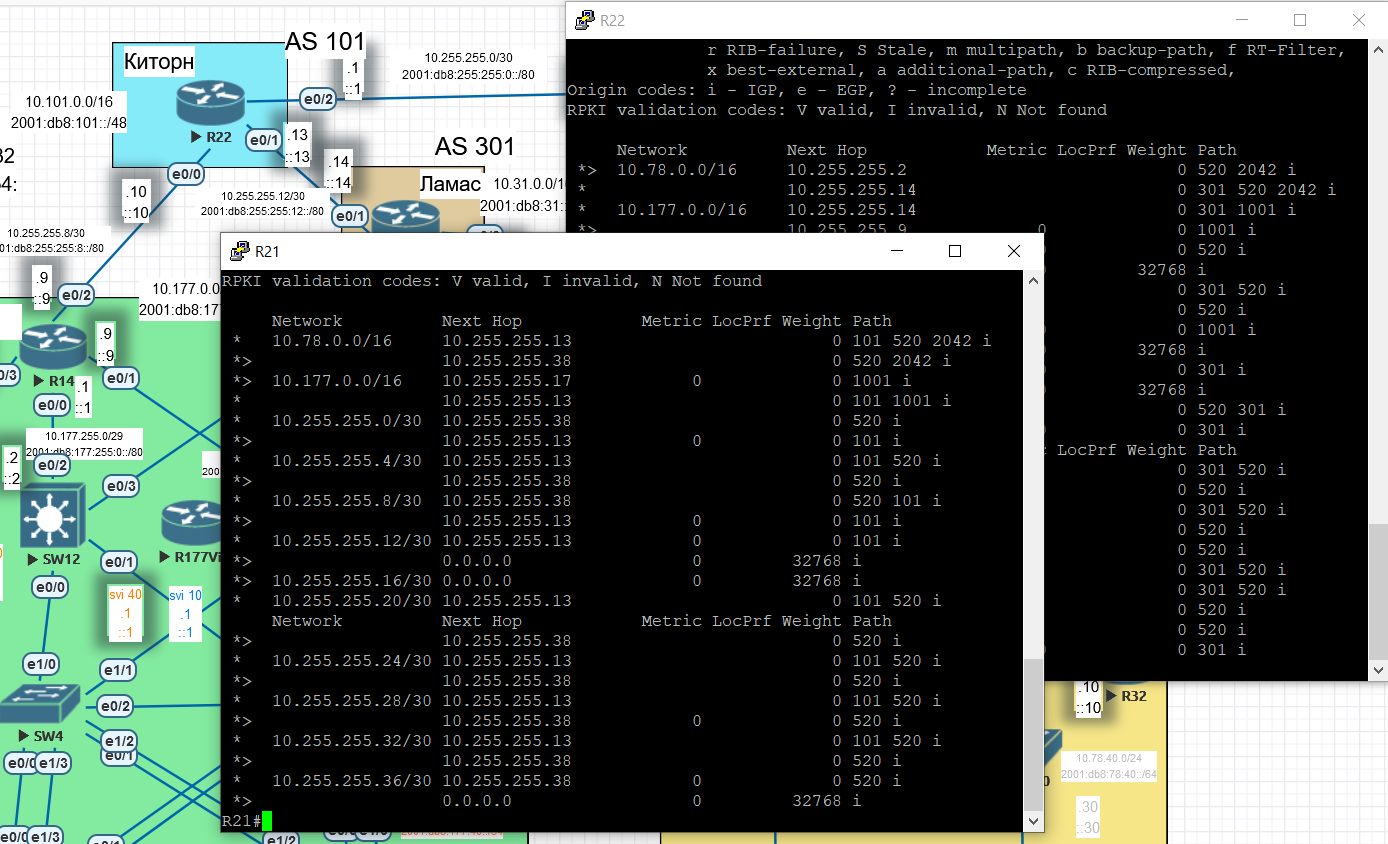 AS 101
Киторн
10.101.0.0/16
2001:db8:101::/48
R22
e0/2
e0/1
e0/0
.1
::1
10.255.255.0/30
2001:db8:255:255:0::/80
.13
::13
.14
::14
.10
::10
10.255.255.12/30
2001:db8:255:255:12::/80
AS 301
Ламас
10.31.0.0/1
2001:db8:31::
e0/1
10.255.255.8/30
01:db8:255:255:8::/80
.9
::9
e0/2
10.177.0.0
2001:db8:17
.9
::9
0/3
R14
e0/1
e0/0
.1
::1
10.177.255.0/29
2001:db8:177:255:0::/80
.2
::2
e0/2
e0/3
200
SW12
R177Vi
e0/1
e0/0
svi 40
.1
::1
svi 10
.1
::1
e1/0
e1/1
e0/2
SW4
e1/2
e0/1
e0/0
e1/3
e0/0
e1/3
e1/2
R22
r RIB-failure, S Stale, m multipath, b backup-path, f RT-Filter,
x best-external, a additional-path, c RIB-compressed,
Origin codes: i - IGP, e - EGP, ? - incomplete
RPKI validation codes: V valid, I invalid, N Not found
Network Next Hop Metric LocPrf Weight Path
*> 10.78.0.0/16 10.255.255.2 0 520 2042 i
* 10.255.255.14 0 301 520 2042 i
* 10.177.0.0/16 10.255.255.14 0 301 1001 i
*> 10.255.255.9 0 0 1001 i
0 520 i
32768 i
0 301 520 i
0 520 i
0 1001 i
32768 i
0 301 i
32768 i
0 520 301 i
0 301 i
LocPrf Weight Path
0 301 520 i
0 520 i
0 301 520 i
0 520 i
0 520 i
0 301 520 i
0 301 520 i
0 520 i
0 520 i
0 301 i
R21
RPKI validation codes: V valid, I invalid, N Not found
Network Next Hop Metric LocPrf Weight Path
* 10.78.0.0/16 10.255.255.13 0 101 520 2042 i
*> 10.255.255.38 0 520 2042 i
*> 10.177.0.0/16 10.255.255.17 0 0 1001 i
* 10.255.255.13 0 101 1001 i
* 10.255.255.0/30 10.255.255.38 0 520 i
*> 10.255.255.13 0 0 101 i
* 10.255.255.4/30 10.255.255.13 0 101 520 i
*> 10.255.255.38 0 520 i
* 10.255.255.8/30 10.255.255.38 0 520 101 i
*> 10.255.255.13 0 0 101 i
* 10.255.255.12/30 10.255.255.13 0 0 101 i
*> 0.0.0.0 0 32768 i
*> 10.255.255.16/30 0.0.0.0 0 32768 i
* 10.255.255.20/30 10.255.255.13 0 101 520 i
Network Next Hop Metric LocPrf Weight Path
*> 10.255.255.38 0 520 i
* 10.255.255.24/30 10.255.255.13 0 101 520 i
*> 10.255.255.38 0 520 i
* 10.255.255.28/30 10.255.255.13 0 101 520 i
*> 10.255.255.38 0 0 520 i
* 10.255.255.32/30 10.255.255.13 0 101 520 i
*> 10.255.255.38 0 520 i
* 10.255.255.36/30 10.255.255.38 0 0 520 i
*> 0.0.0.0 0 32768 i
R21#
.10
::10
R32
10.78.40.0/24
2001:db8:78:40::/64
.30
::30